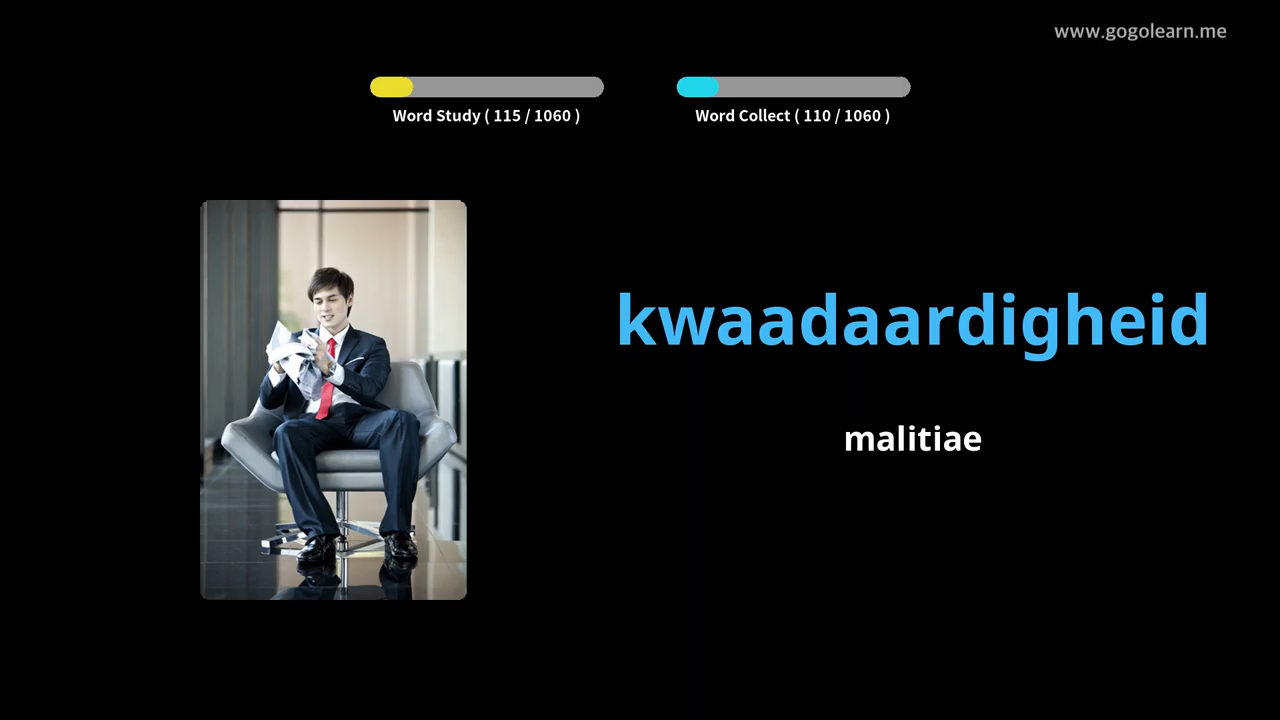 www.gogolearn.me
Word Study ( 115 / 1060 )
Word Collect ( 110 / 1060 )
kwaadaardigheid
malitiae